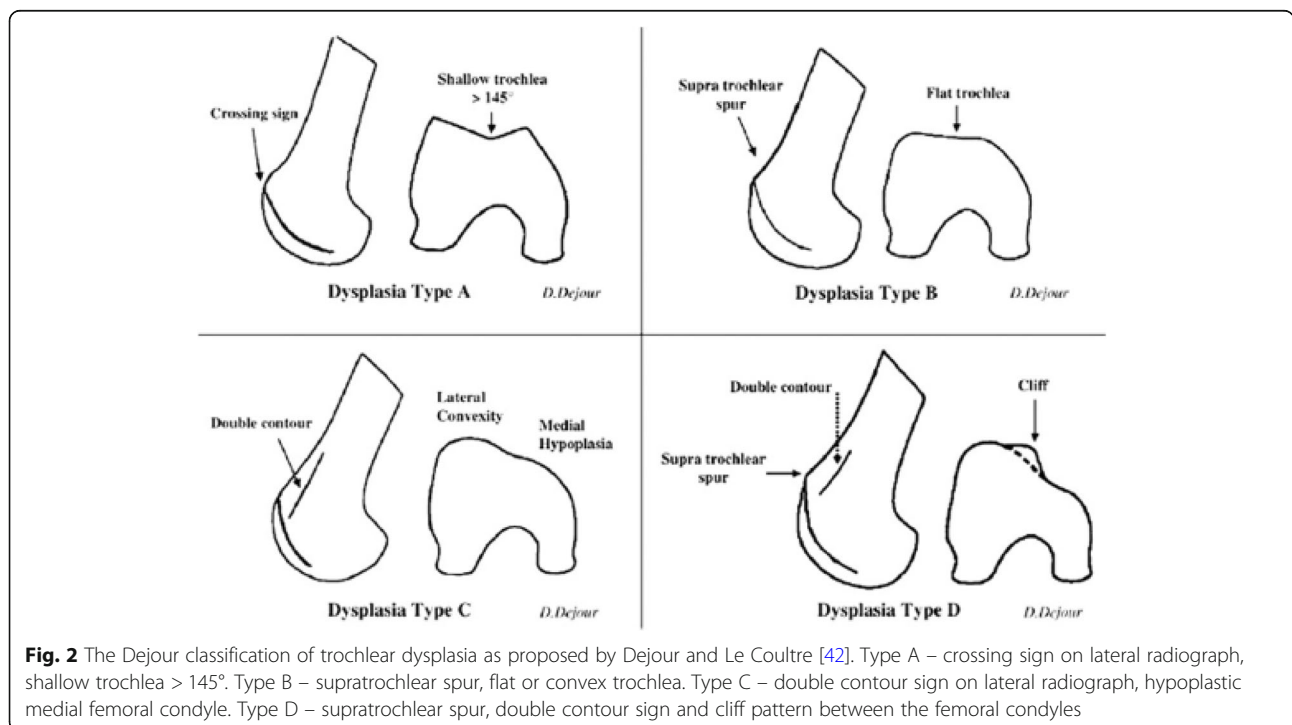 Crossing sign
Shallow trochlea
> 145°
Dysplasia Type A
D.Dejour
Supra trochlear
spur
Flat trochlea
Dysplasia Type B
D.Dejour
Double contour
Lateral
Convexity
Medial
Hypoplasia
Dysplasia Type C
D.Dejour
Double contour
Cliff
Supra trochlear
spur
Dysplasia Type D
D.Dejour
Fig. 2 The Dejour classification of trochlear dysplasia as proposed by Dejour and Le Coultre [42]. Type A – crossing sign on lateral radiograph,
shallow trochlea > 145°. Type B – supratrochlear spur, flat or convex trochlea. Type C – double contour sign on lateral radiograph, hypoplastic
medial femoral condyle. Type D – supratrochlear spur, double contour sign and cliff pattern between the femoral condyles